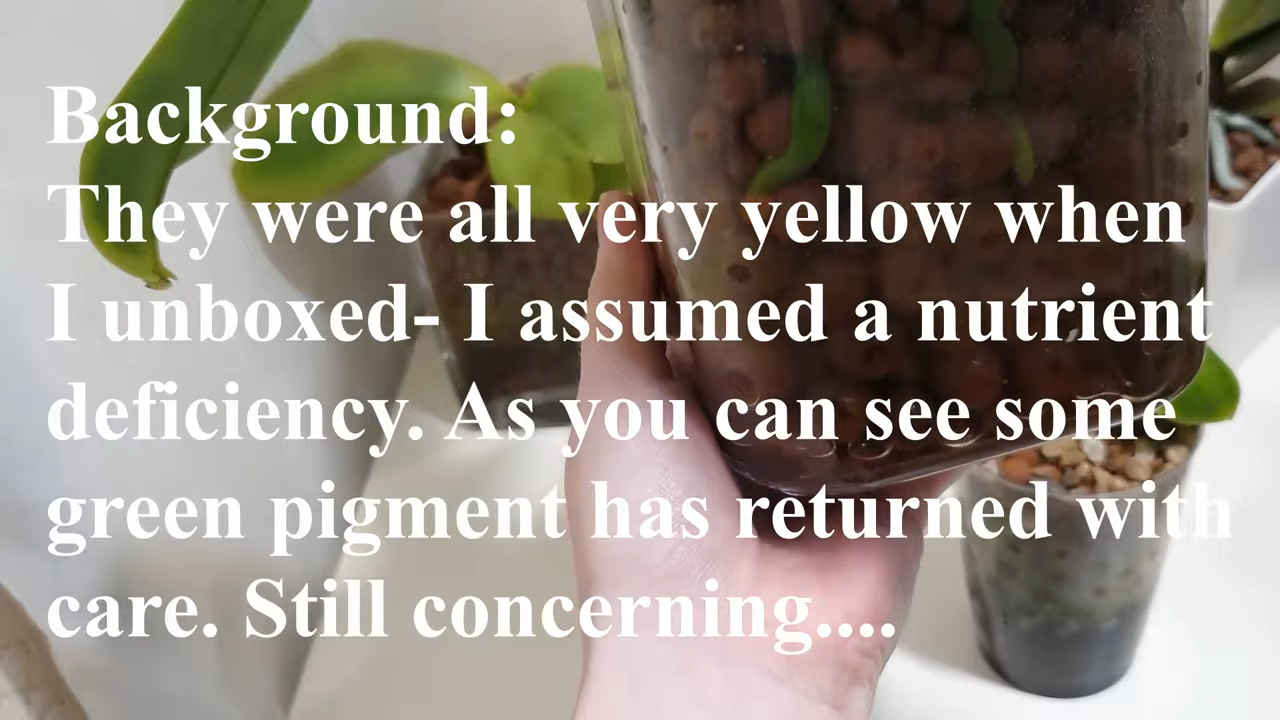 Background:
They were all very yellow when
I unboxed- I assumed a nutrient
deficiency. As you can see some
green pigment has returned with
care. Still concerning....